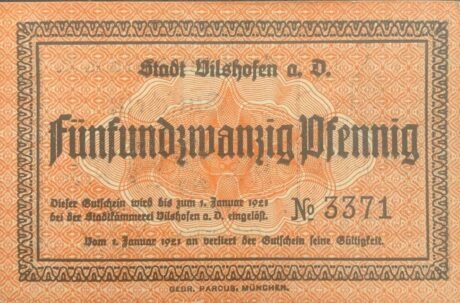 Stadt Vilshofen a. D.
Fünfundzwanzig Pfennig
Dieser Gutschein wird bis zum 1. Januar 1921
bei der Stadtkämmerei Vilshofen a. D. eingelöst.
№ 3371
Vom 2. Januar 1921 an verliert der Gutschein seine Gültigkeit.
GEBR. PARCUS, MÜNCHEN.